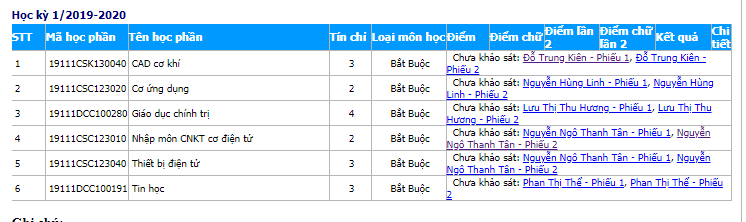 Học kỳ 1/2019-2020
STT Mã học phần Tên học phần Tín chỉ Loại môn học Điểm Điểm chữ Điểm lần 2 Điểm chữ lần 2 Kết quả Chi tiết
1 19111CSK130040 CAD cơ khí 3 Bắt Buộc Chưa khảo sát: Đỗ Trung Kiên - Phiếu 1, Đỗ Trung Kiên -
Phiếu 2
2 19111CSC123020 Cơ ứng dụng 2 Bắt Buộc Chưa khảo sát: Nguyễn Hùng Linh - Phiếu 1, Nguyễn Hùng
Linh - Phiếu 2
3 19111DCC100280 Giáo dục chính trị 4 Bắt Buộc Chưa khảo sát: Lưu Thị Thu Hương - Phiếu 1, Lưu Thị Thu
Hương - Phiếu 2
4 19111CSC123010 Nhập môn CNKT cơ điện tử 2 Bắt Buộc Chưa khảo sát: Nguyễn Ngô Thanh Tân - Phiếu 1, Nguyễn
Ngô Thanh Tân - Phiếu 2
5 19111CSC123040 Thiết bị điện tử 3 Bắt Buộc Chưa khảo sát: Nguyễn Ngô Thanh Tân - Phiếu 1, Nguyễn
Ngô Thanh Tân - Phiếu 2
6 19111DCC100191 Tin học 3 Bắt Buộc Chưa khảo sát: Phan Thị Thể - Phiếu 1, Phan Thị Thể - Phiếu
2